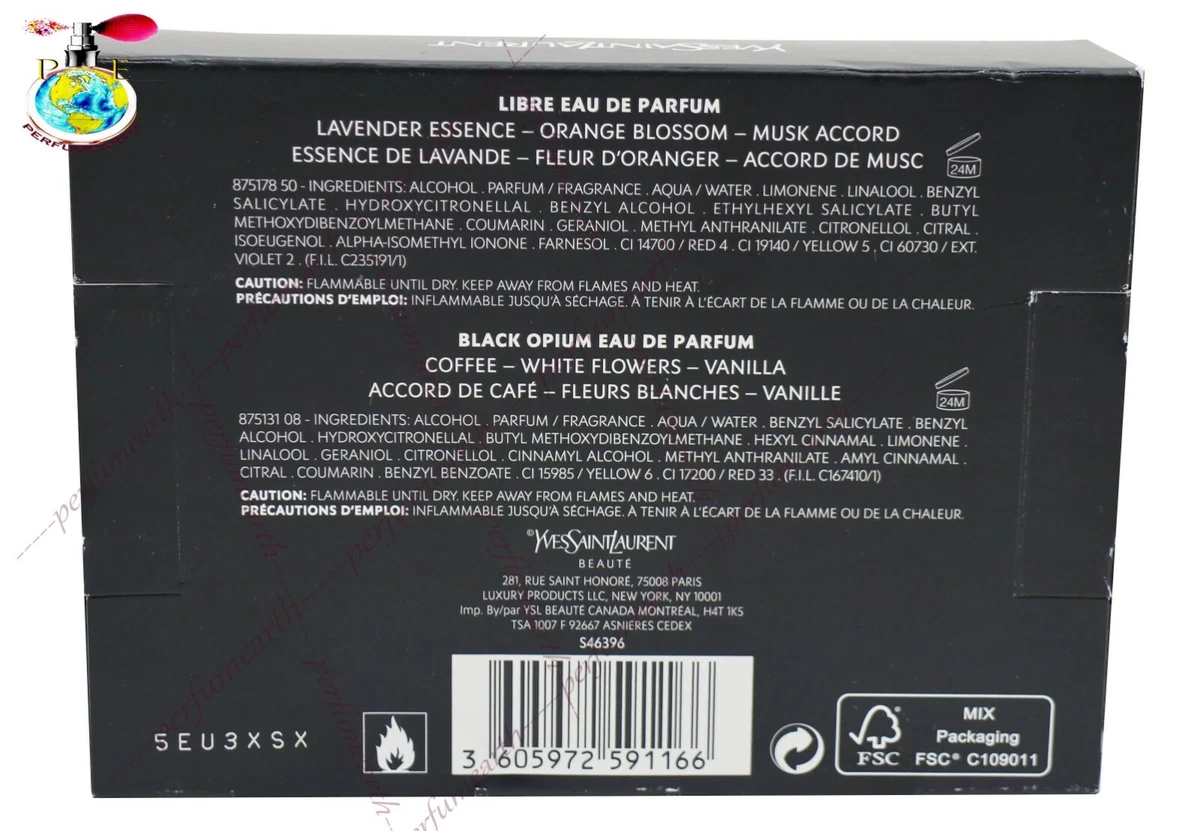 YVESSAINTLAURENT
P E
PERFUM
LIBRE EAU DE PARFUM
LAVENDER ESSENCE – ORANGE BLOSSOM – MUSK ACCORD
ESSENCE DE LAVANDE – FLEUR D'ORANGER – ACCORD DE MUSC
24M
875178 50 - INGREDIENTS: ALCOHOL . PARFUM / FRAGRANCE . AQUA / WATER . LIMONENE . LINALOOL . BENZYL
SALICYLATE . HYDROXYCITRONELLAL . BENZYL ALCOHOL . ETHYLHEXYL SALICYLATE . BUTYL
METHOXYDIBENZOYLMETHANE . COUMARIN . GERANIOL . METHYL ANTHRANILATE . CITRONELLOL . CITRAL .
ISOEUGENOL . ALPHA-ISOMETHYL IONONE . FARNESOL . CI 14700 / RED 4 . CI 19140 / YELLOW 5 . CI 60730 / EXT.
VIOLET 2 . (F.I.L. C235191/1)
CAUTION: FLAMMABLE UNTIL DRY. KEEP AWAY FROM FLAMES AND HEAT.
PRÉCAUTIONS D'EMPLOI: INFLAMMABLE JUSQU'À SÉCHAGE. À TENIR À L'ÉCART DE LA FLAMME OU DE LA CHALEUR.
BLACK OPIUM EAU DE PARFUM
COFFEE – WHITE FLOWERS – VANILLA
ACCORD DE CAFÉ – FLEURS BLANCHES – VANILLE
24M
875131 08 - INGREDIENTS: ALCOHOL . PARFUM / FRAGRANCE . AQUA / WATER . BENZYL SALICYLATE . BENZYL
ALCOHOL . HYDROXYCITRONELLAL . BUTYL METHOXYDIBENZOYLMETHANE . HEXYL CINNAMAL . LIMONENE .
LINALOOL . GERANIOL . CITRONELLOL . CINNAMYL ALCOHOL . METHYL ANTHRANILATE . AMYL CINNAMAL .
CITRAL . COUMARIN . BENZYL BENZOATE . CI 15985 / YELLOW 6 . CI 17200 / RED 33 . (F.I.L. C167410/1)
CAUTION: FLAMMABLE UNTIL DRY. KEEP AWAY FROM FLAMES AND HEAT.
PRÉCAUTIONS D'EMPLOI: INFLAMMABLE JUSQU'À SÉCHAGE. À TENIR À L'ÉCART DE LA FLAMME OU DE LA CHALEUR.
©YVESSAINTLAURENT
BEAUTÉ
281, RUE SAINT HONORÉ, 75008 PARIS
LUXURY PRODUCTS LLC, NEW YORK, NY 10001
Imp. By/par YSL BEAUTÉ CANADA MONTRÉAL, H4T 1K5
TSA 1007 F 92667 ASNIERES CEDEX
S46396
5EU3XSX
3 605972 591166
FSC
MIX
Packaging
FSC® C109011
perfumearth